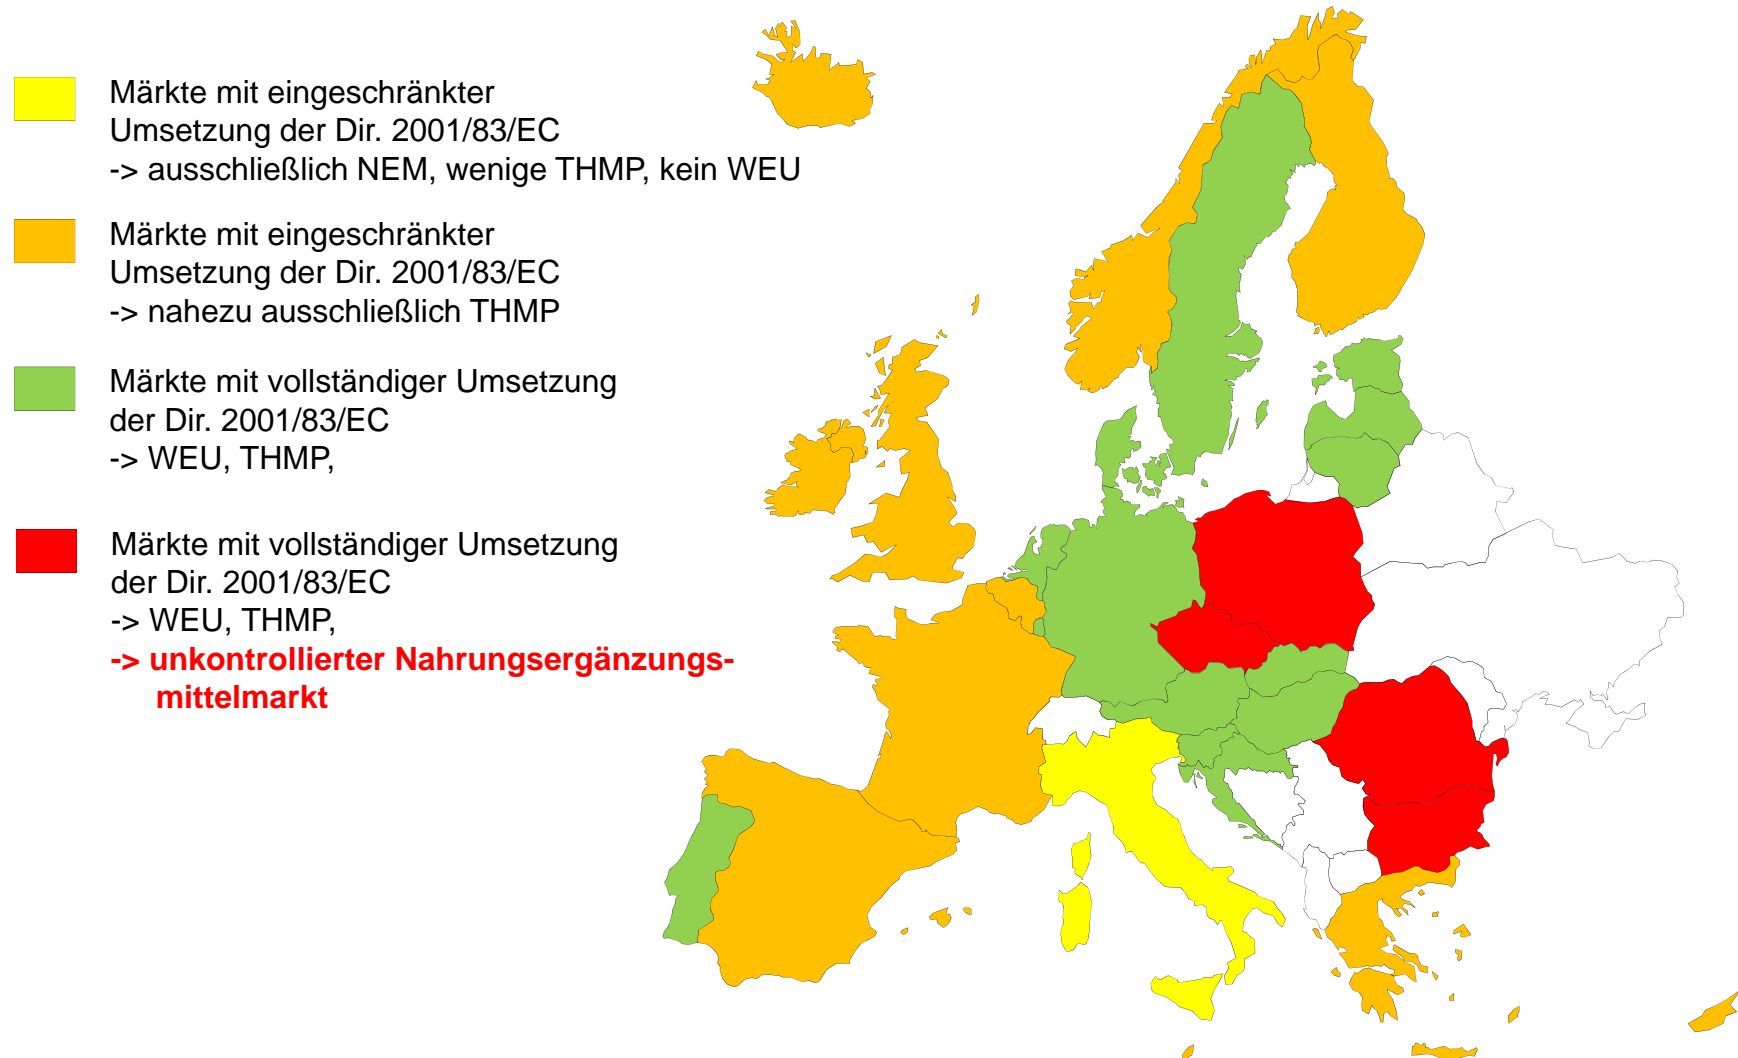 Märkte mit eingeschränkter
Umsetzung der Dir. 2001/83/EC
-> ausschließlich NEM, wenige THMP, kein WEU
Märkte mit eingeschränkter
Umsetzung der Dir. 2001/83/EC
-> nahezu ausschließlich THMP
Märkte mit vollständiger Umsetzung
der Dir. 2001/83/EC
-> WEU, THMP,
Märkte mit vollständiger Umsetzung
der Dir. 2001/83/EC
-> WEU, THMP,
-> unkontrollierter Nahrungsergänzungs-
mittelmarkt